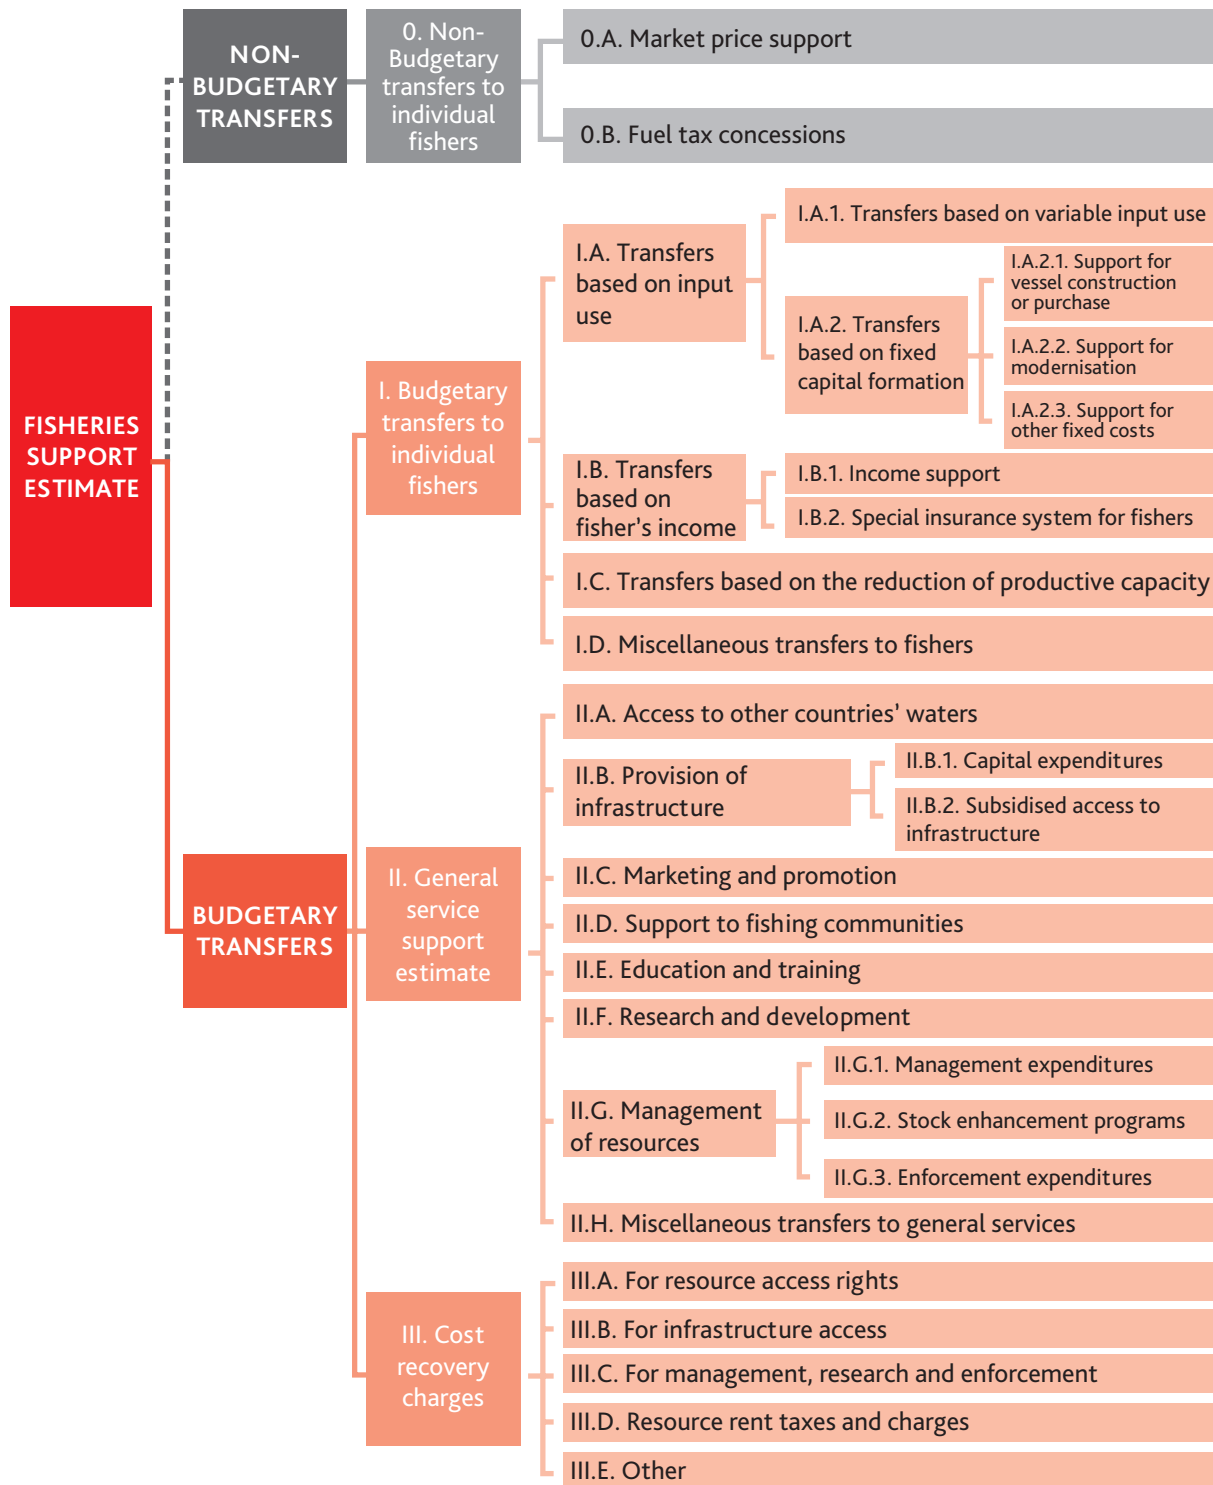 FISHERIES
SUPPORT
ESTIMATE
NON-
BUDGETARY
TRANSFERS
0. Non-
Budgetary
transfers to
individual
fishers
0.A. Market price support
0.B. Fuel tax concessions
BUDGETARY
TRANSFERS
I. Budgetary
transfers to
individual
fishers
I.A. Transfers
based on input
use
I.A.1. Transfers based on variable input use
I.A.2. Transfers
based on fixed
capital formation
I.A.2.1. Support for
vessel construction
or purchase
I.A.2.2. Support for
modernisation
I.A.2.3. Support for
other fixed costs
I.B. Transfers
based on
fisher’s income
I.B.1. Income support
I.B.2. Special insurance system for fishers
I.C. Transfers based on the reduction of productive capacity
I.D. Miscellaneous transfers to fishers
II. General
service
support
estimate
II.A. Access to other countries’ waters
II.B. Provision of
infrastructure
II.B.1. Capital expenditures
II.B.2. Subsidised access to
infrastructure
II.C. Marketing and promotion
II.D. Support to fishing communities
II.E. Education and training
II.F. Research and development
II.G. Management
of resources
II.G.1. Management expenditures
II.G.2. Stock enhancement programs
II.G.3. Enforcement expenditures
II.H. Miscellaneous transfers to general services
III. Cost
recovery
charges
III.A. For resource access rights
III.B. For infrastructure access
III.C. For management, research and enforcement
III.D. Resource rent taxes and charges
III.E. Other